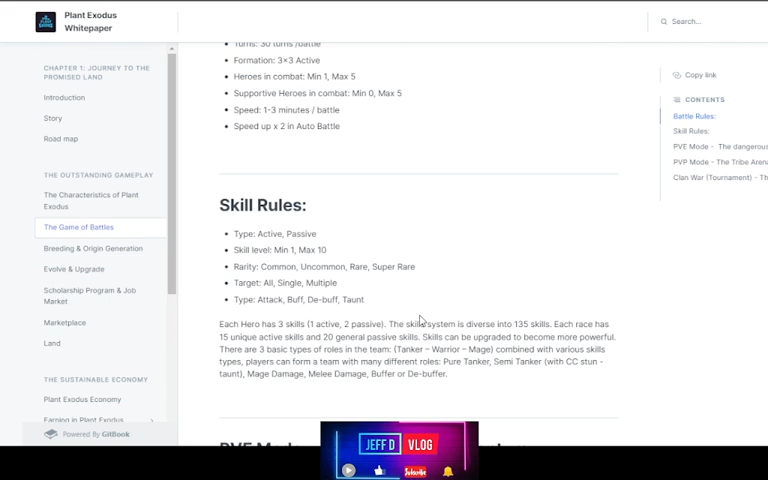 Plant Exodus
Whitepaper
Search...
CHAPTER 1: JOURNEY TO THE
PROMISED LAND
Introduction
Story
Road map
THE OUTSTANDING GAMEPLAY
The Characteristics of Plant
Exodus
The Game of Battles
Breeding & Origin Generation
Evolve & Upgrade
Scholarship Program & Job
Market
Marketplace
Land
THE SUSTAINABLE ECONOMY
Plant Exodus Economy
Earning in Plant Exodus
Powered By GitBook
Turns: 30 turns /battle
Formation: 3×3 Active
Heroes in combat: Min 1, Max 5
Supportive Heroes in combat: Min 0, Max 5
Speed: 1-3 minutes / battle
Speed up x 2 in Auto Battle
Skill Rules:
Type: Active, Passive
Skill level: Min 1, Max 10
Rarity: Common, Uncommon, Rare, Super Rare
Target: All, Single, Multiple
Type: Attack, Buff, De-buff, Taunt
Each Hero has 3 skills (1 active, 2 passive). The skill system is diverse into 135 skills. Each race has
15 unique active skills and 20 general passive skills. Skills can be upgraded to become more powerful.
There are 3 basic types of roles in the team: (Tanker – Warrior – Mage) combined with various skills
types, players can form a team with many different roles: Pure Tanker, Semi Tanker (with CC stun -
taunt), Mage Damage, Melee Damage, Buffer or De-buffer.
Copy link
CONTENTS
Battle Rules:
Skill Rules:
PVE Mode - The dangerous
PVP Mode - The Tribe Arena
Clan War (Tournament) - Th
JEFF D VLOG
Subscribe